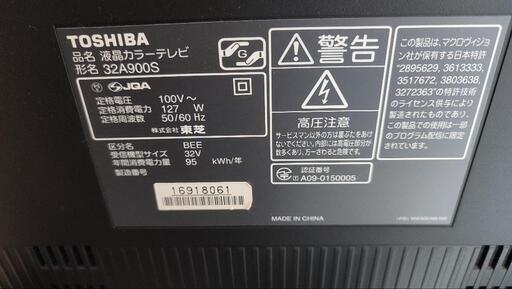 TOSHIBA
品名 液晶カラーテレビ
形名 32A900S
G
JQA
定格電圧 100V～
定格消費電力 127 W
定格周波数 50/60 Hz
株式会社 東芝
区分名 BEE
受信機型サイズ 32V
年間消費電力量 95 kWh/年
製造番号
16918061
警告
高圧注意
サービスマン以外の方は裏ぶたをあけないでください。内部には高電圧部分が数多くあり、万一さわると危険です。
認証番号
A09-0150005
MADE IN CHINA
この製品は、マクロヴィジョン社が保有する日本特許
"2895629, 3613333,
3517672, 3803638,
3272363"の日本特許
のライセンス供与により
製造されたもので、この
プログラム配信に限定
されます。